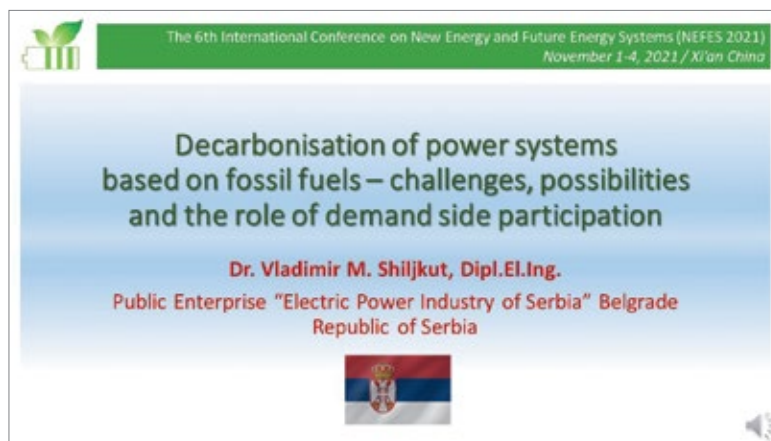 The 6th International Conference on New Energy and Future Energy Systems (NEFES 2021)
November 1-4, 2021 / Xi'an China
Decarbonisation of power systems
based on fossil fuels – challenges, possibilities
and the role of demand side participation
Dr. Vladimir M. Shiljkut, Dipl.El.Ing.
Public Enterprise “Electric Power Industry of Serbia” Belgrade
Republic of Serbia